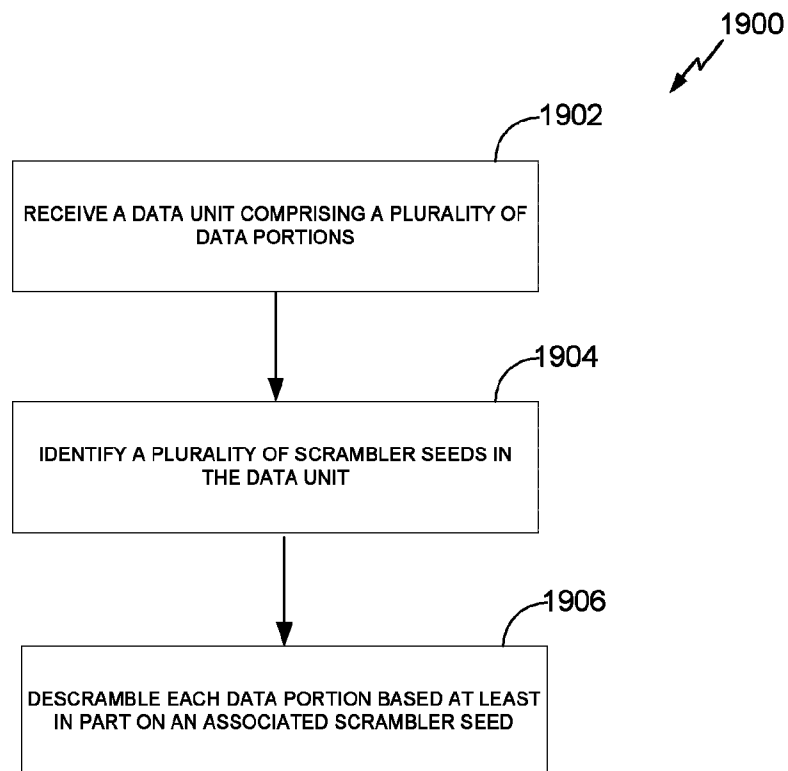 1900
1902
RECEIVE A DATA UNIT COMPRISING A PLURALITY OF
DATA PORTIONS
1904
IDENTIFY A PLURALITY OF SCRAMBLER SEEDS IN
THE DATA UNIT
1906
DESCRAMBLE EACH DATA PORTION BASED AT LEAST
IN PART ON AN ASSOCIATED SCRAMBLER SEED